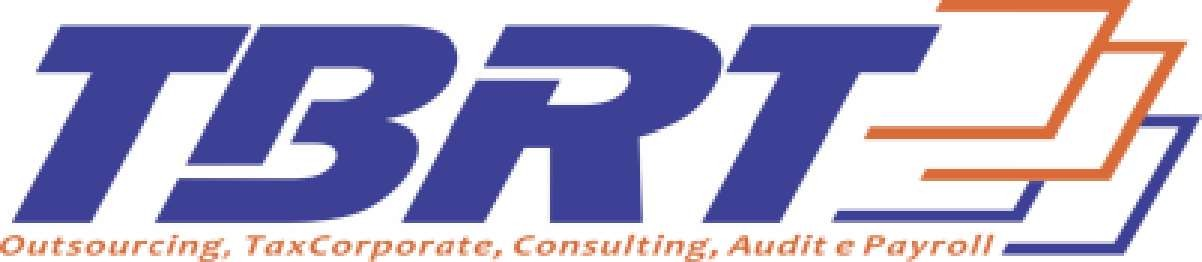 TBRT
Outsourcing, TaxCorporate, Consulting, Audit e Payroll